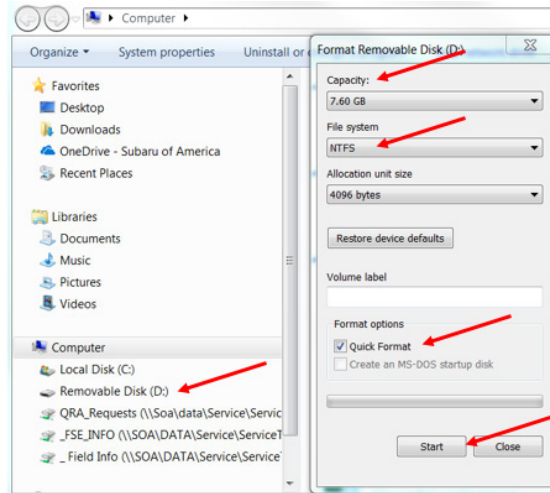 Computer
Organize
System properties
Uninstall or
Favorites
Desktop
Downloads
OneDrive - Subaru of America
Recent Places
Libraries
Documents
Music
Pictures
Videos
Computer
Local Disk (C:)
Removable Disk (D:)
QRA_Requests (\\Soa\data\Service\Servic
_FSE_INFO (\\SOA\DATA\Service\ServiceT
_ Field Info (\\SOA\DATA\Service\Service
Format Removable Disk (D:)
Capacity:
7.60 GB
File system
NTFS
Allocation unit size
4096 bytes
Restore device defaults
Volume label
Format options
Quick Format
Create an MS-DOS startup disk
Start
Close